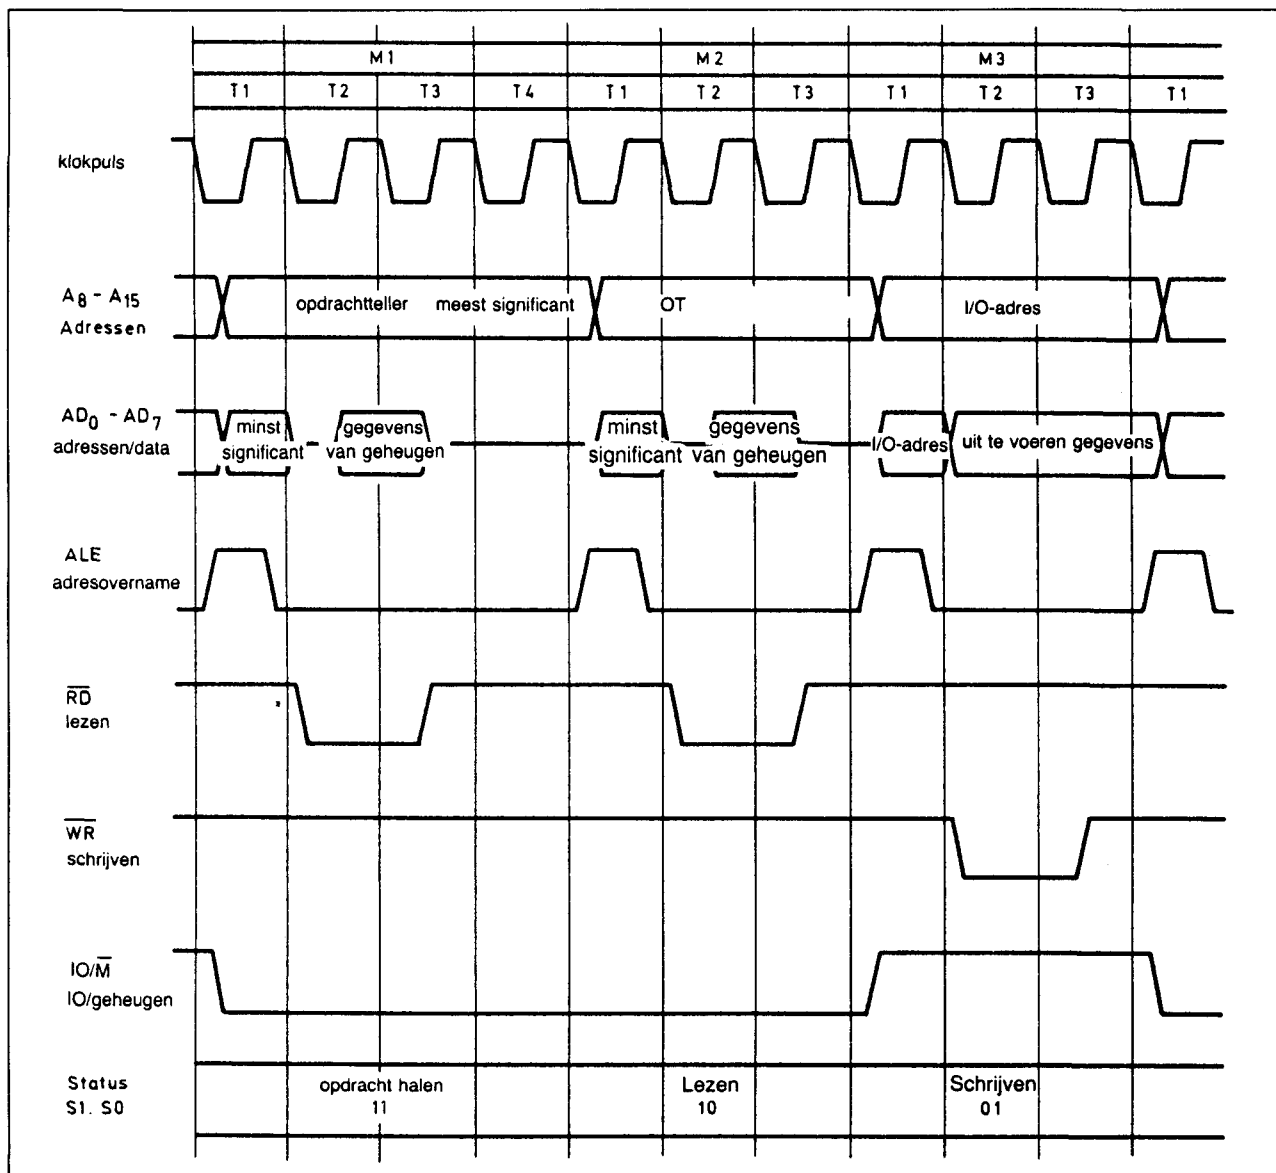 M1 M2 M3
T1 T2 T3 T4 T1 T2 T3 T1 T2 T3 T1
klokpuls
A8 - A15
Adressen
opdrachtteller meest significant OT I/O-adres
AD0 - AD7
adressen/data
minst
significant
gegevens
van geheugen
minst
significant
gegevens
van geheugen
I/O-adres
uit te voeren gegevens
ALE
adresovername
R̅D̅
lezen
W̅R̅
schrijven
IO/M̅
IO/geheugen
Status
S1. S0
opdracht halen
11
Lezen
10
Schrijven
01